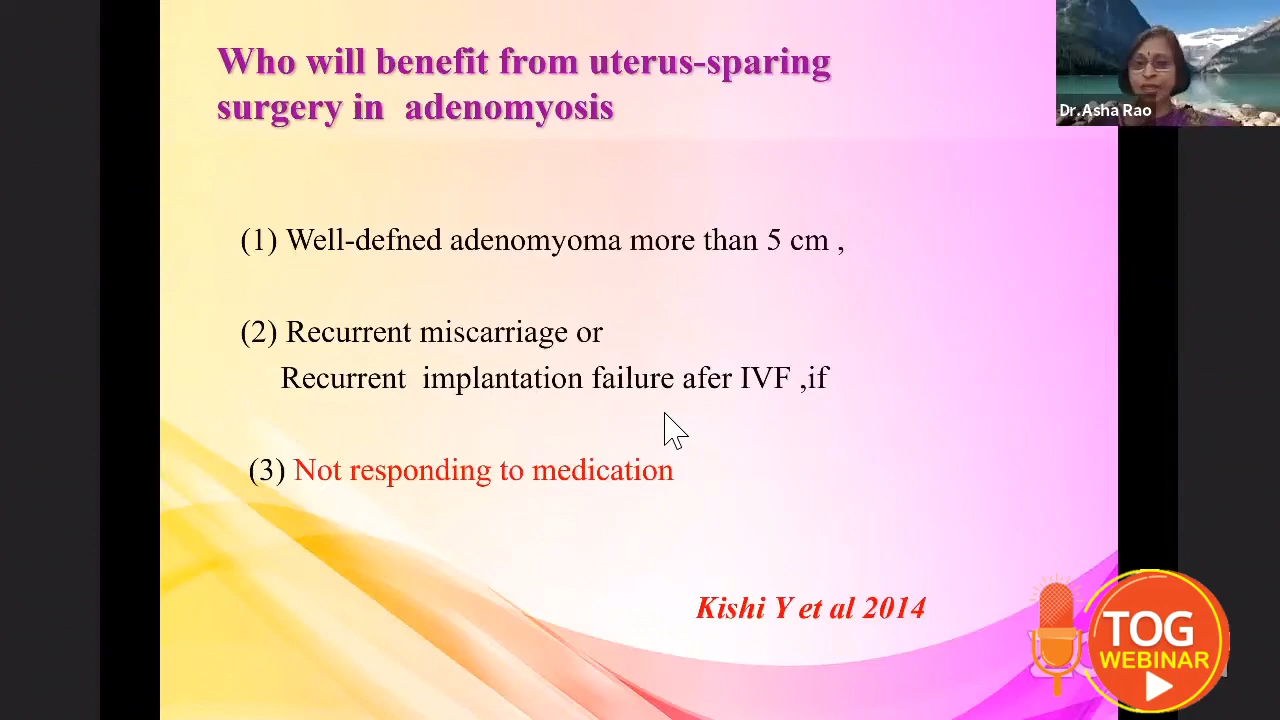 Who will benefit from uterus-sparing
surgery in adenomyosis
Dr.Asha Rao
(1) Well-defned adenomyoma more than 5 cm ,
(2) Recurrent miscarriage or
Recurrent implantation failure afer IVF ,if
(3) Not responding to medication
Kishi Y et al 2014
TOG
WEBINAR